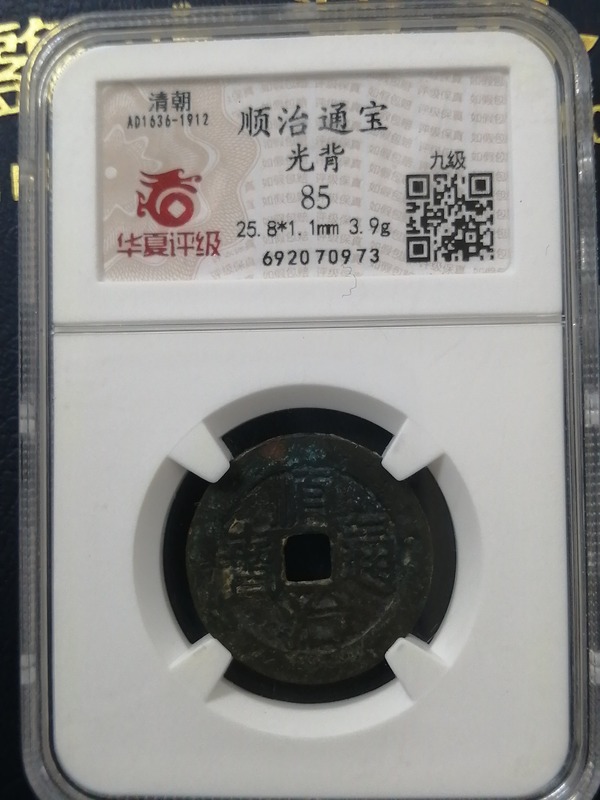 清朝
AD1636-1912
顺治通宝
光背
九级
85
25.8*1.1mm 3.9g
692070973
华夏评级
順治通寶